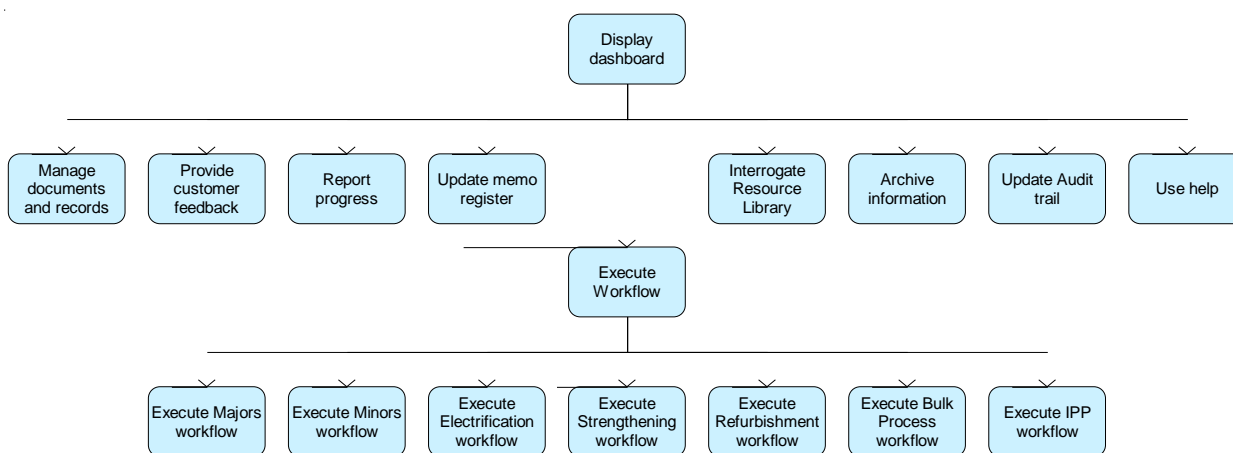 Display
dashboard
Manage
documents
and records
Provide
customer
feedback
Report
progress
Update memo
register
Interrogate
Resource
Library
Archive
information
Update Audit
trail
Use help
Execute
Workflow
Execute Majors
workflow
Execute Minors
workflow
Execute
Electrification
workflow
Execute
Strengthening
workflow
Execute
Refurbishment
workflow
Execute Bulk
Process
workflow
Execute IPP
workflow